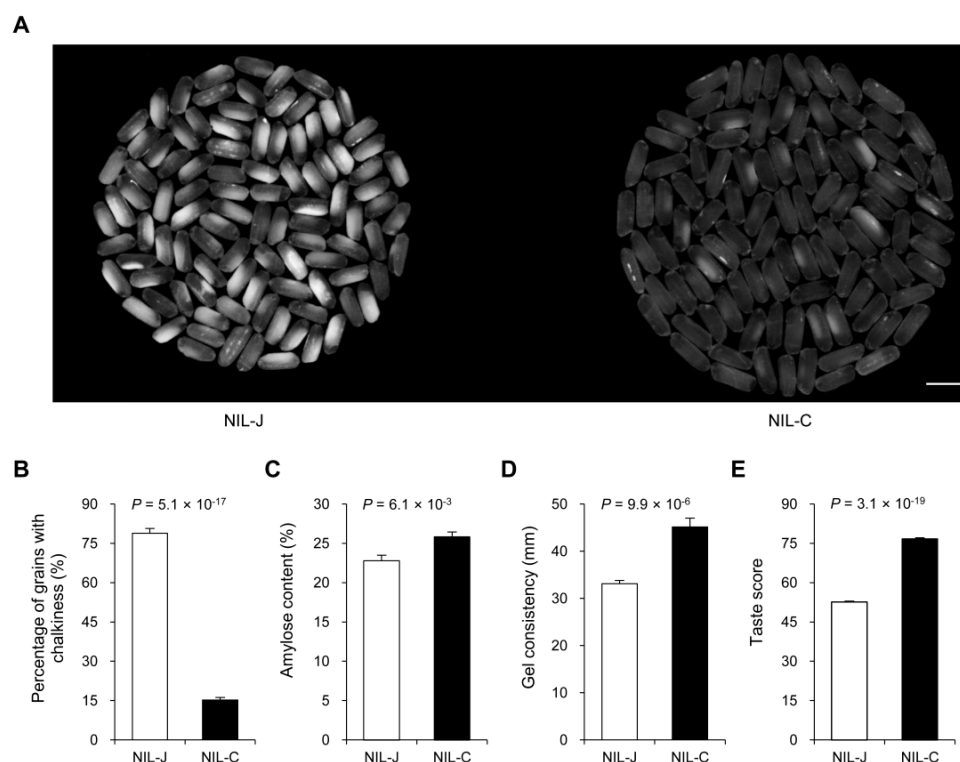 A
NIL-J
NIL-C
B
P = 5.1 × 10-17
Percentage of grains with
chalkiness (%)
90
75
60
45
30
15
0
NIL-J
NIL-C
C
P = 6.1 × 10-3
Amylose content (%)
30
25
20
15
10
5
0
NIL-J
NIL-C
D
P = 9.9 × 10-6
Gel consistency (mm)
50
40
30
20
10
0
NIL-J
NIL-C
E
P = 3.1 × 10-19
Taste score
90
75
60
45
30
15
0
NIL-J
NIL-C